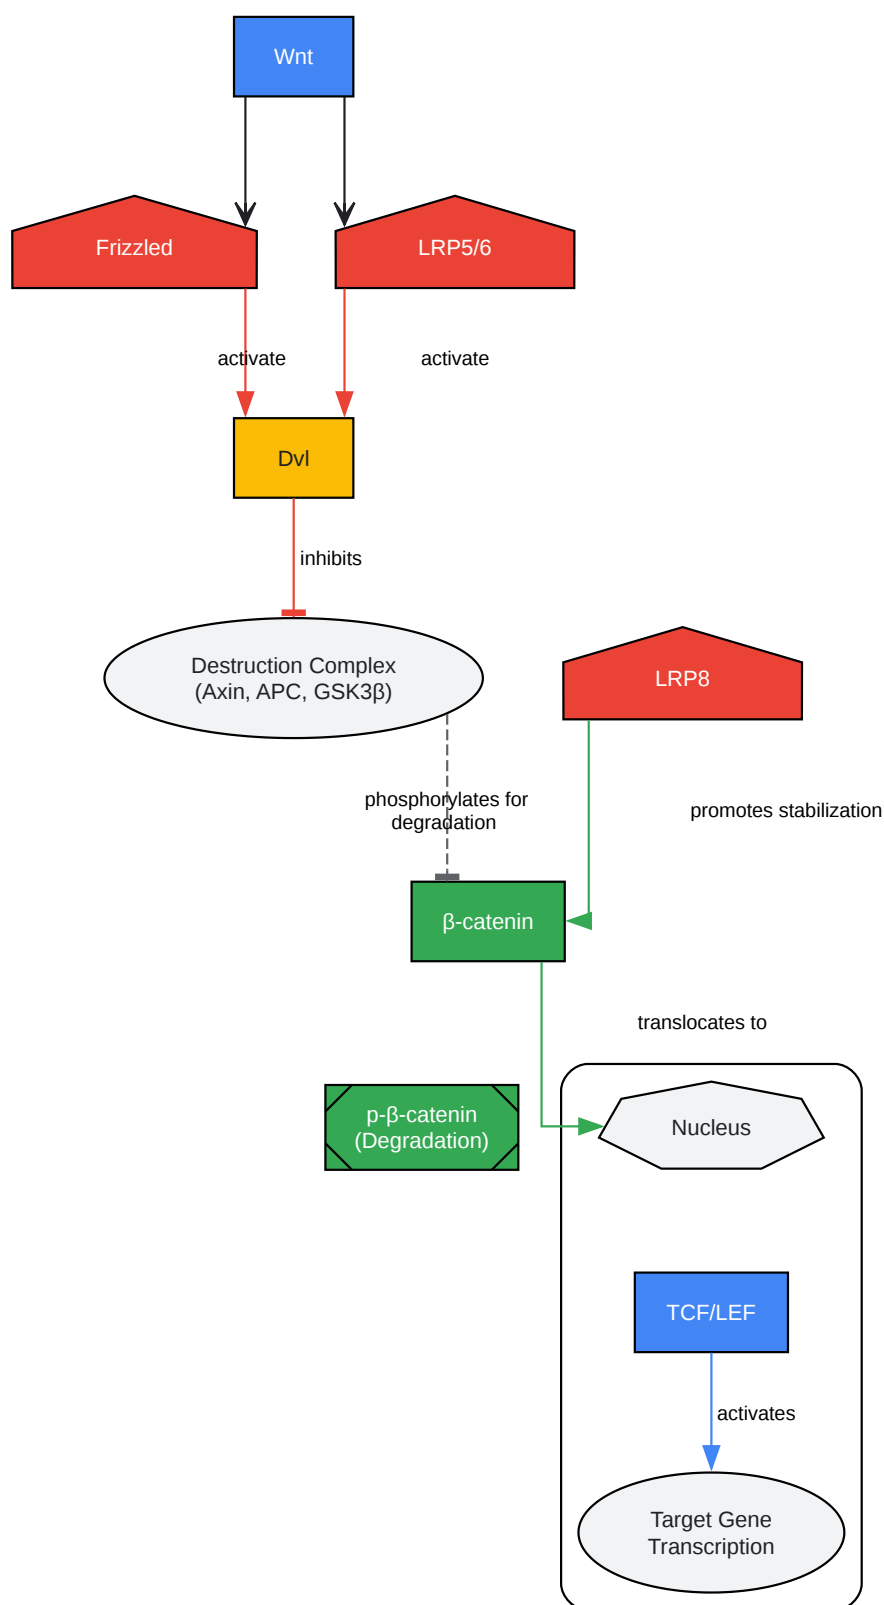 Wnt
Frizzled
LRP5/6
activate
activate
Dvl
inhibits
Destruction Complex
(Axin, APC, GSK3β)
LRP8
phosphorylates for
degradation
promotes stabilization
β-catenin
translocates to
p-β-catenin
(Degradation)
Nucleus
TCF/LEF
activates
Target Gene
Transcription